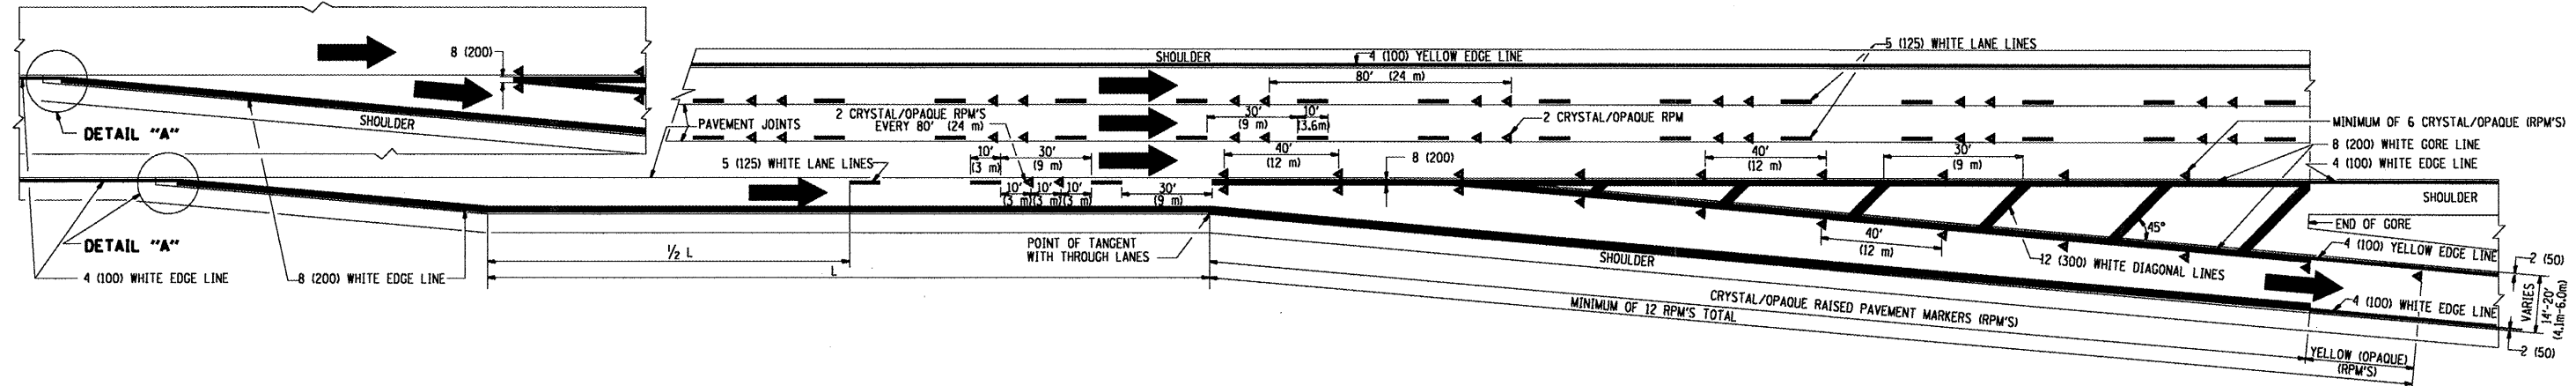 8 (200)
SHOULDER
DETAIL "A"
DETAIL "A"
4 (100) WHITE EDGE LINE
8 (200) WHITE EDGE LINE
PAVEMENT JOINTS
2 CRYSTAL/OPAQUE RPM'S
EVERY 80' (24 m)
5 (125) WHITE LANE LINES
10'
(3 m)
30'
(9 m)
10'
(3 m)
10'
(3 m)
10'
(3 m)
30'
(9 m)
½ L
L
SHOULDER
4 (100) YELLOW EDGE LINE
80' (24 m)
30'
(9 m)
10'
(3.6m)
2 CRYSTAL/OPAQUE RPM
5 (125) WHITE LANE LINES
40'
(12 m)
8 (200)
40'
(12 m)
30'
(9 m)
MINIMUM OF 6 CRYSTAL/OPAQUE (RPM'S)
8 (200) WHITE GORE LINE
4 (100) WHITE EDGE LINE
SHOULDER
END OF GORE
45°
40'
(12 m)
12 (300) WHITE DIAGONAL LINES
4 (100) YELLOW EDGE LINE
POINT OF TANGENT
WITH THROUGH LANES
SHOULDER
CRYSTAL/OPAQUE RAISED PAVEMENT MARKERS (RPM'S)
MINIMUM OF 12 RPM'S TOTAL
4 (100) WHITE EDGE LINE
2 (50)
VARIES
14'-20'
(4.1m-6.0m)
2 (50)
YELLOW (OPAQUE)
(RPM'S)